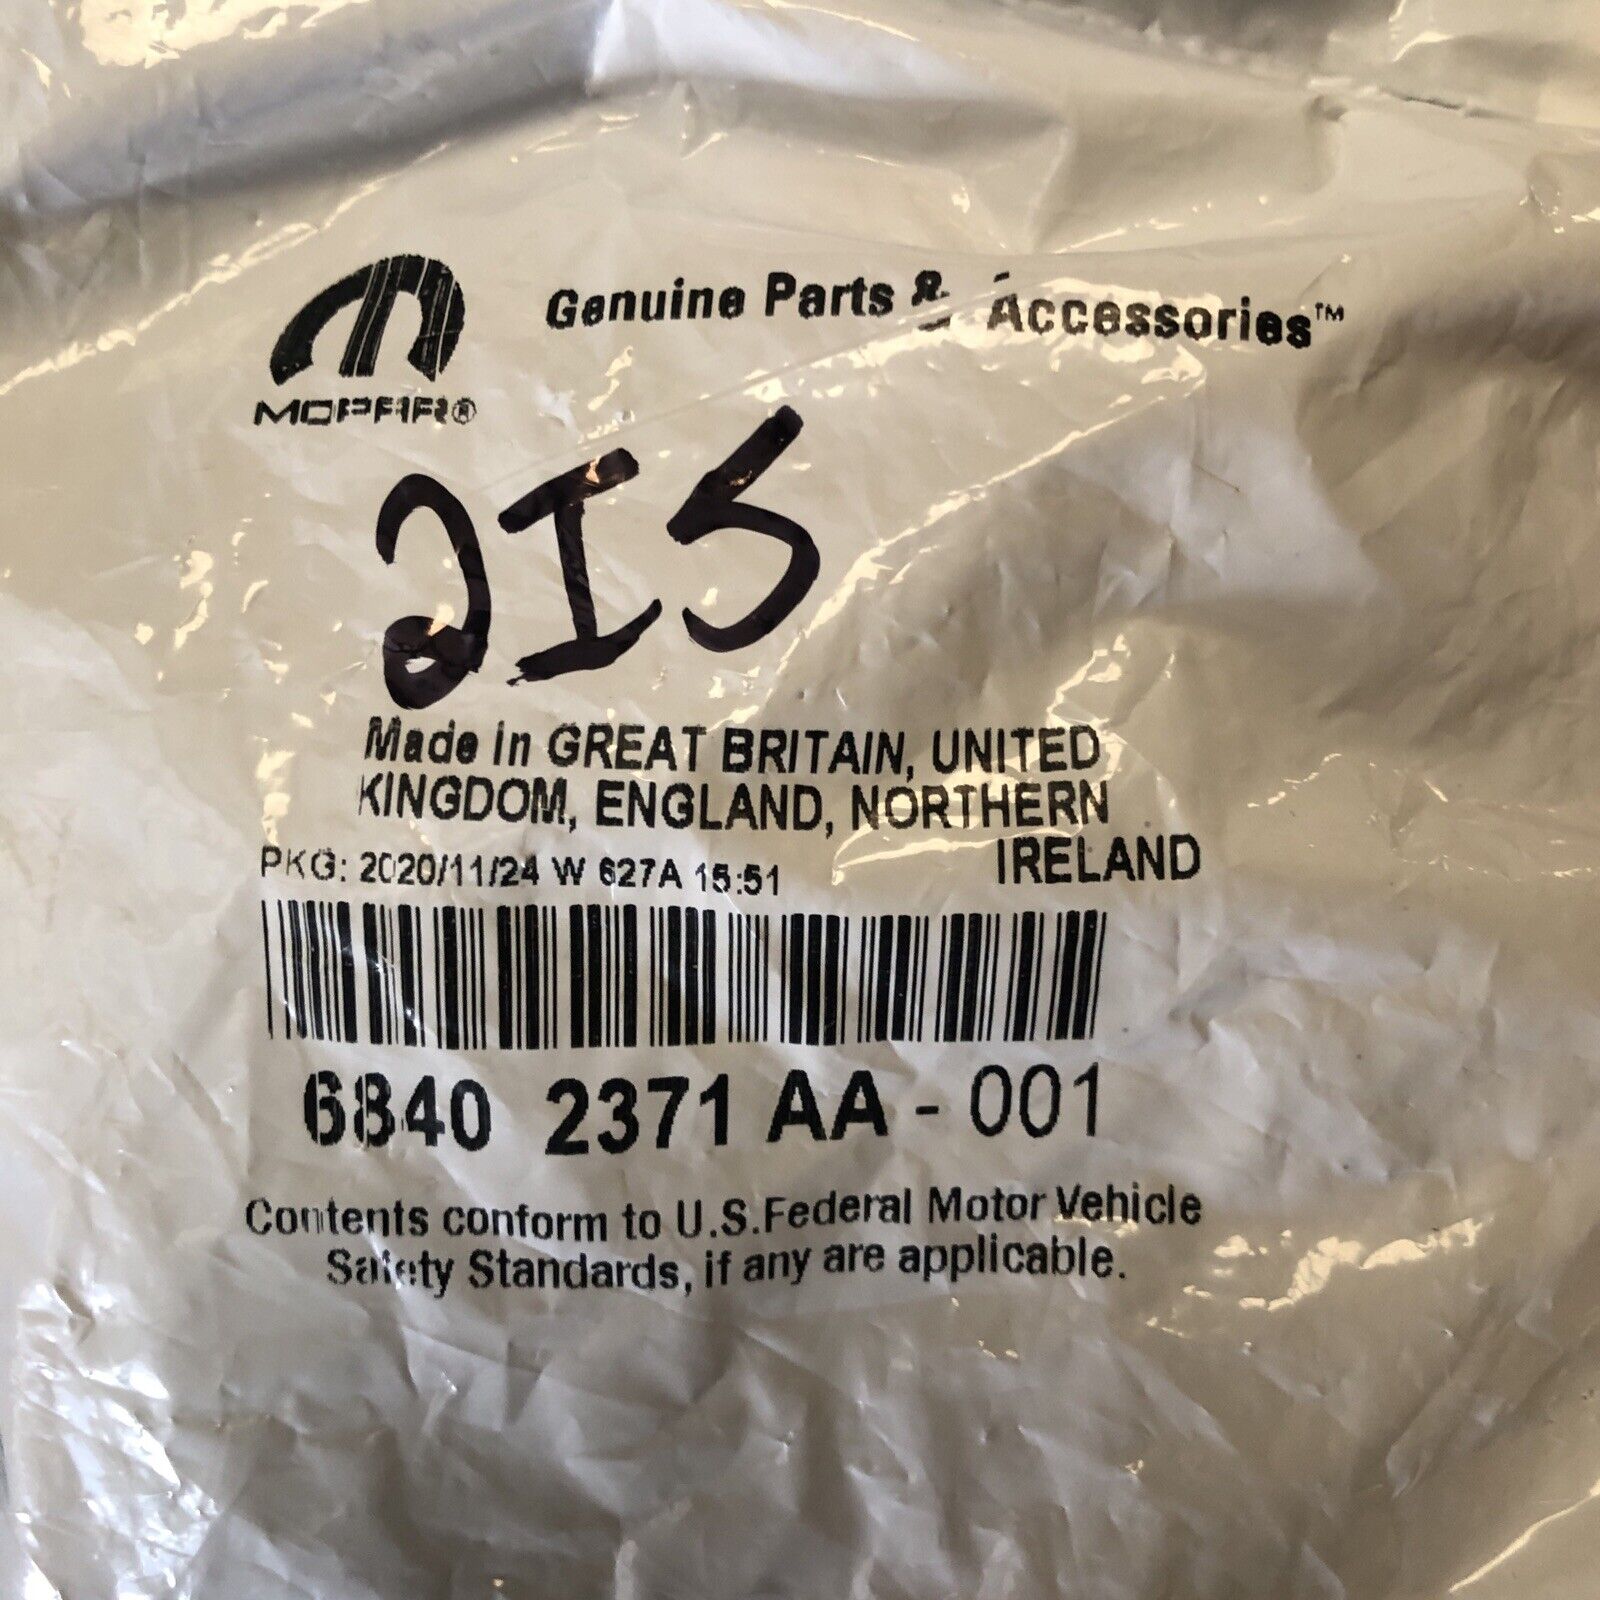 Genuine Parts & Accessories™
MOPAR®
2IS
Made in GREAT BRITAIN, UNITED
KINGDOM, ENGLAND, NORTHERN
IRELAND
PKG: 2020/11/24 W 627A 15:51
6840 2371 AA - 001
Contents conform to U.S.Federal Motor Vehicle
Safety Standards, if any are applicable.